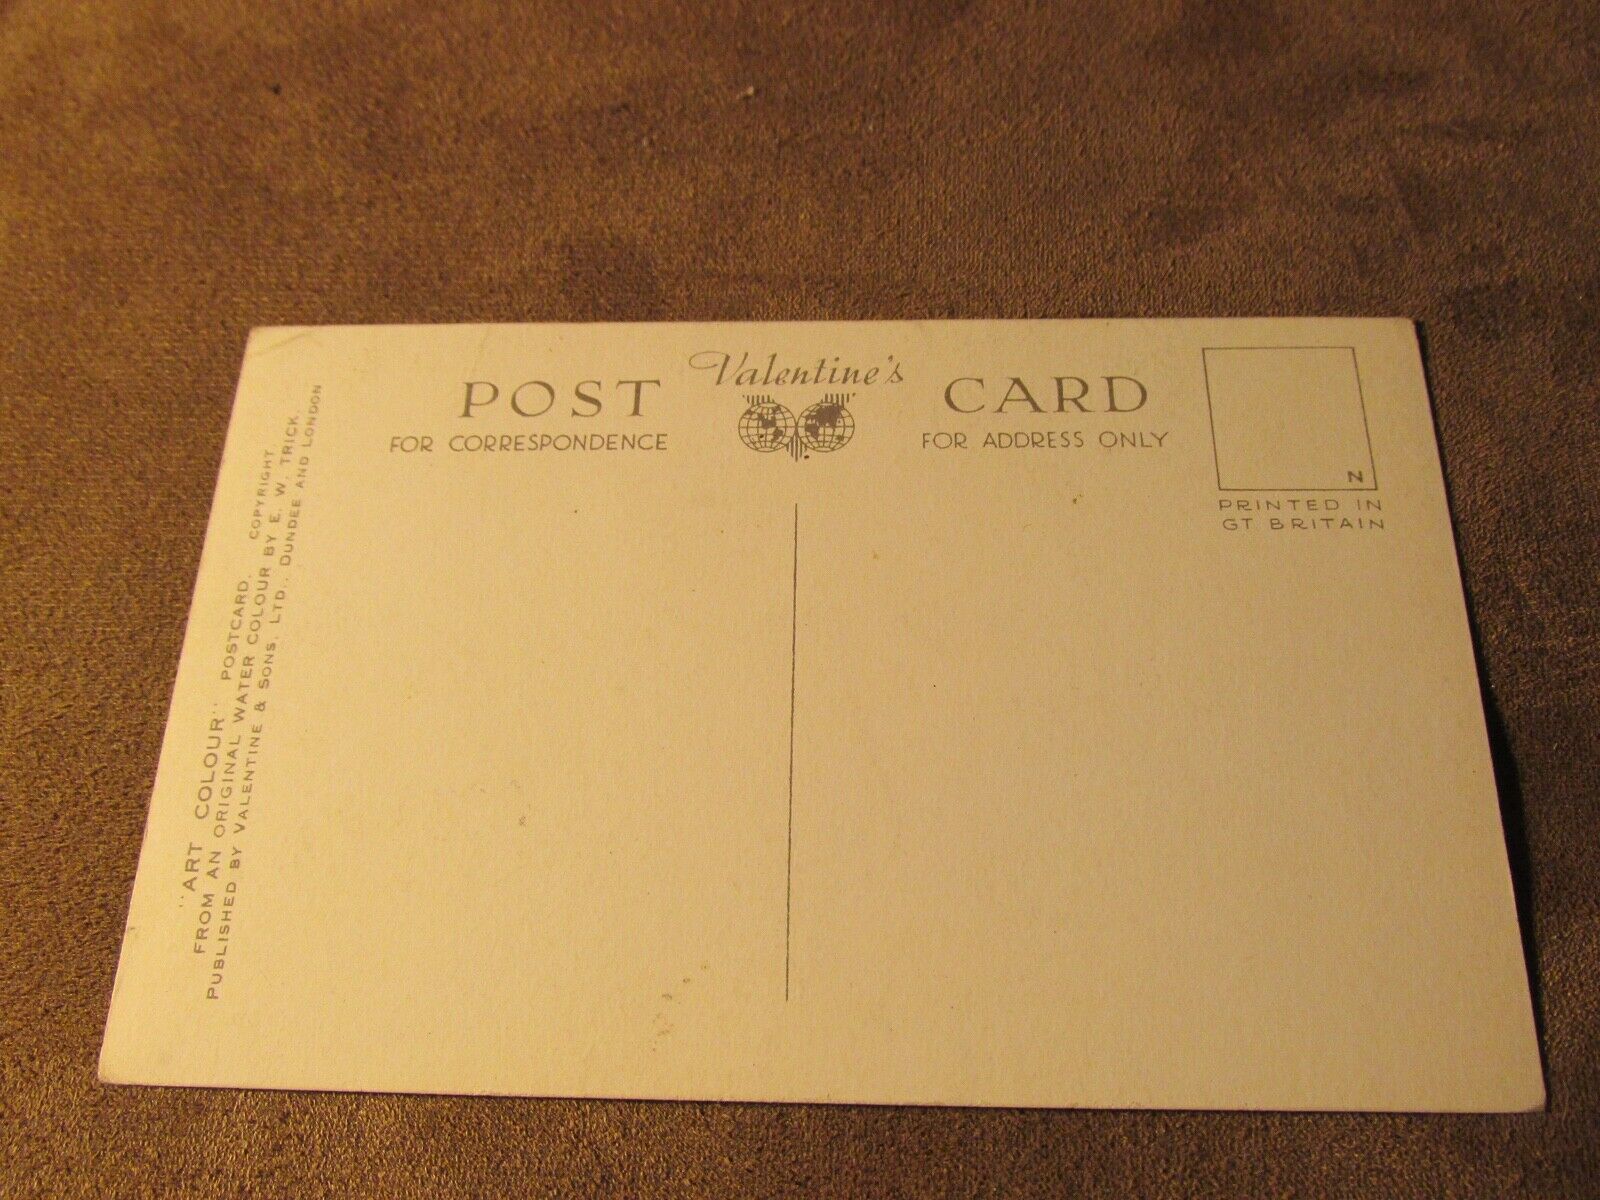 Valentine's
POST CARD
FOR CORRESPONDENCE
FOR ADDRESS ONLY
N
PRINTED IN
GT BRITAIN
"ART COLOUR" POSTCARD. COPYRIGHT
FROM AN ORIGINAL WATER COLOUR BY E. W. TRICK.
PUBLISHED BY VALENTINE & SONS, LTD., DUNDEE AND LONDON